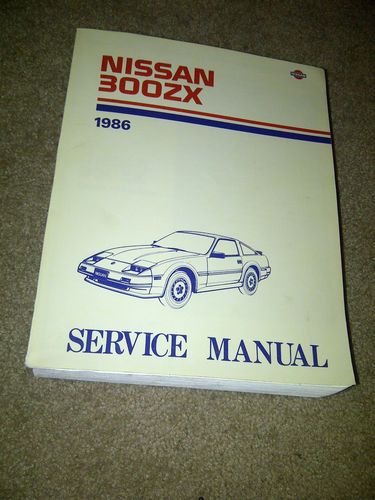 NISSAN
300ZX
1986
SERVICE MANUAL